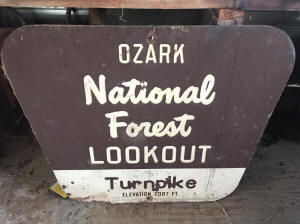 OZARK
National
Forest
LOOKOUT
Turnpike
ELEVATION 2087 FT.